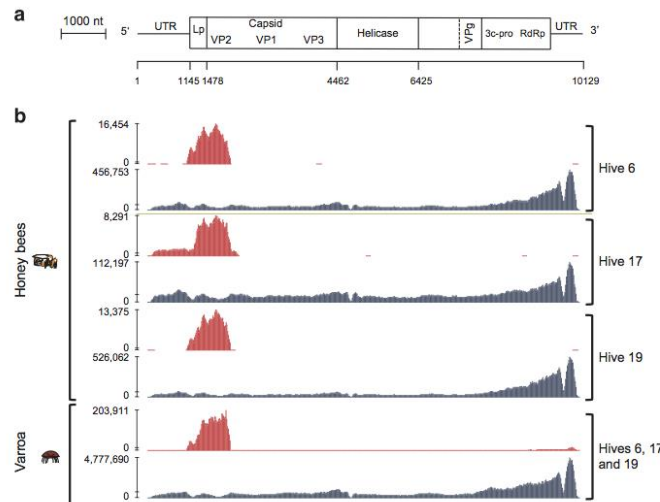 a
1000 nt
5'
UTR
Lp
Capsid
VP2 VP1 VP3
Helicase
VPg
3c-pro RdRp
UTR
3'
1 1145 1478 4462 6425 10129
b
Honey bees
16,454
0
456,753
0
Hive 6
8,291
0
112,197
0
Hive 17
13,375
0
526,062
0
Hive 19
Varroa
203,911
0
4,777,690
0
Hives 6, 17
and 19